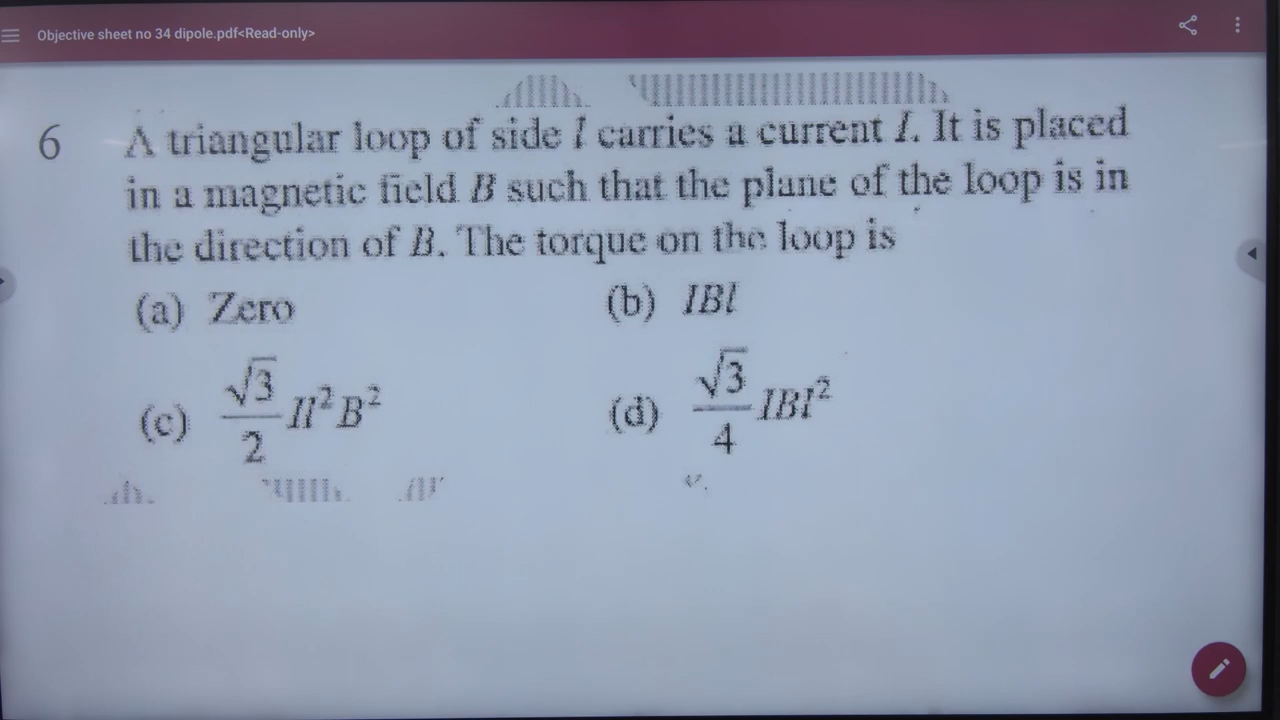 Objective sheet no 34 dipole.pdf<Read-only>
6 A triangular loop of side l carries a current I. It is placed
in a magnetic field B such that the plane of the loop is in
the direction of B. The torque on the loop is
(a) Zero (b) IBl
(c) √3/2 Il²B² (d) √3/4 IBl²